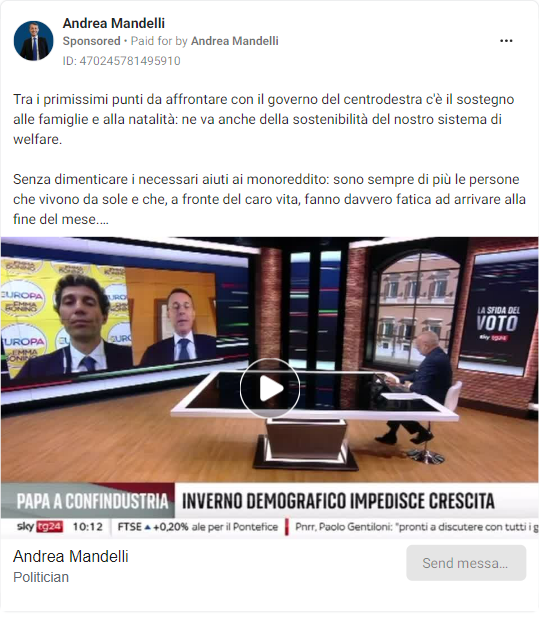 Andrea Mandelli
Sponsored • Paid for by Andrea Mandelli
ID: 470245781495910
Tra i primissimi punti da affrontare con il governo del centrodestra c'è il sostegno
alle famiglie e alla natalità: ne va anche della sostenibilità del nostro sistema di
welfare.
Senza dimenticare i necessari aiuti ai monoreddito: sono sempre di più le persone
che vivono da sole e che, a fronte del caro vita, fanno davvero fatica ad arrivare alla
fine del mese....
EUROPA
EMMA
BONINO
EUROPA
EMMA
BONINO
LA SFIDA DEL
VOTO
sky tg24
PAPA A CONFINDUSTRIA INVERNO DEMOGRAFICO IMPEDISCE CRESCITA
sky tg24 10:12 FTSE +0,20% ale per il Pontefice Pnrr, Paolo Gentiloni: "pronti a discutere con tutti i g
Andrea Mandelli
Politician
Send messa...